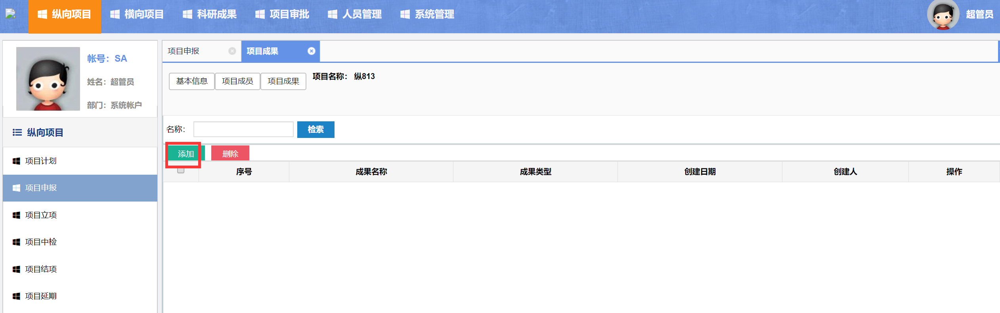 纵向项目 横向项目 科研成果 项目审批 人员管理 系统管理 超管员
帐号：SA
姓名：超管员
部门：系统帐户
纵向项目
项目计划
项目申报
项目立项
项目中检
项目结项
项目延期
项目申报 项目成果
基本信息 项目成员 项目成果 项目名称： 纵813
名称： 检索
添加 删除
序号 成果名称 成果类型 创建日期 创建人 操作